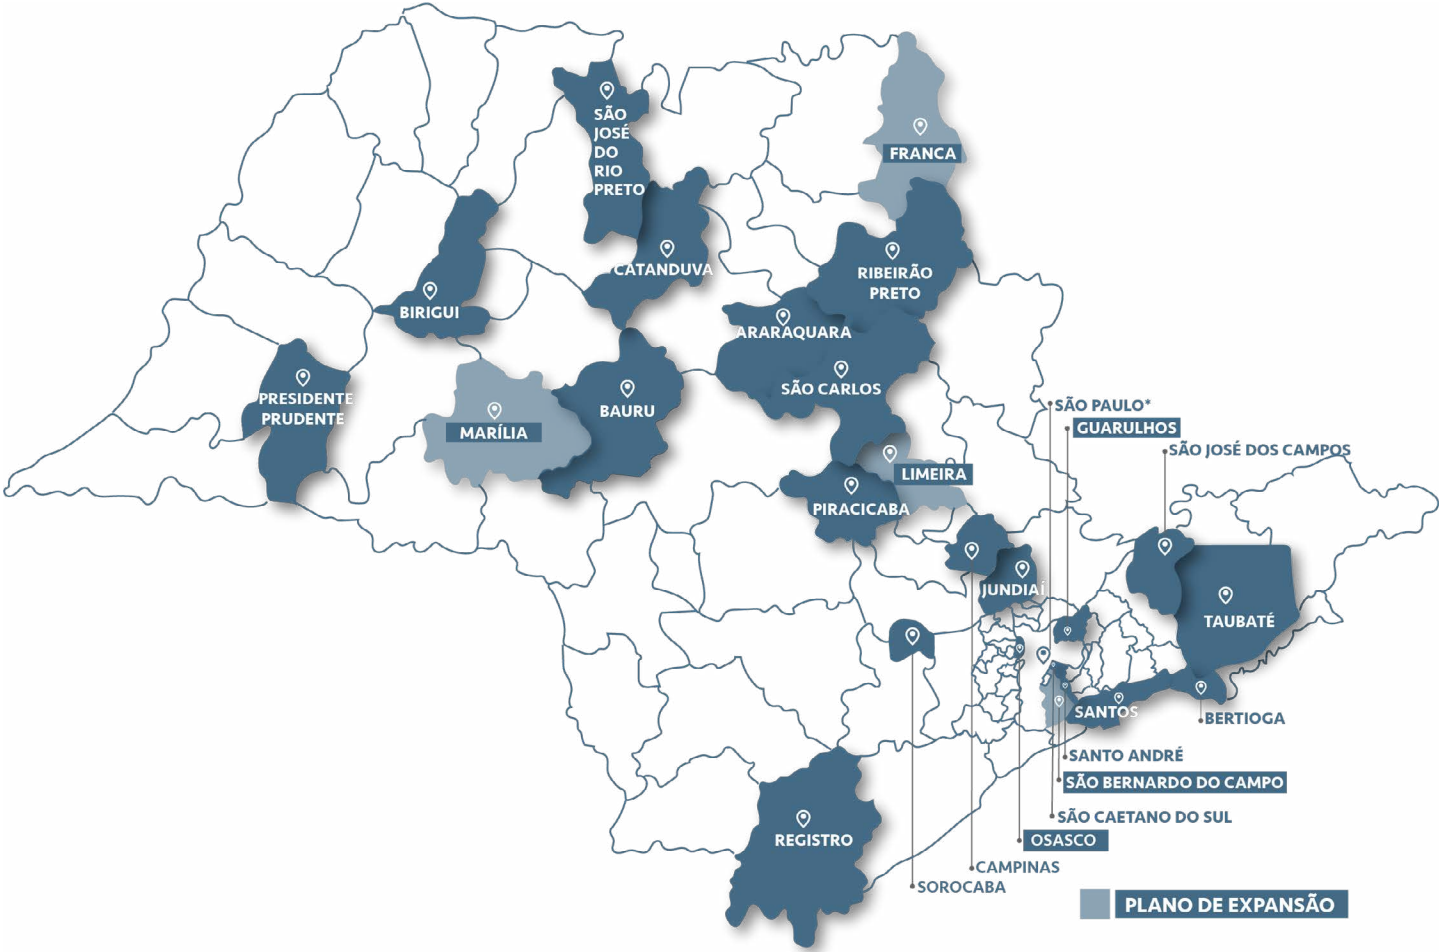 SÃO
JOSÉ
DO
RIO
PRETO
FRANCA
CATANDUVA
RIBEIRÃO
PRETO
BIRIGUI
ARARAQUARA
SÃO CARLOS
PRESIDENTE
PRUDENTE
MARÍLIA
BAURU
SÃO PAULO*
GUARULHOS
SÃO JOSÉ DOS CAMPOS
LIMEIRA
PIRACICABA
JUNDIAÍ
TAUBATÉ
SANTOS
BERTIOGA
SANTO ANDRÉ
SÃO BERNARDO DO CAMPO
SÃO CAETANO DO SUL
REGISTRO
OSASCO
CAMPINAS
SOROCABA
PLANO DE EXPANSÃO